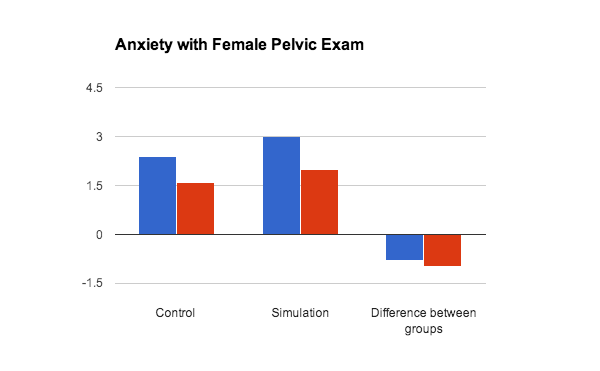 Anxiety with Female Pelvic Exam
4.5
3
1.5
0
-1.5
Control
Simulation
Difference between
groups